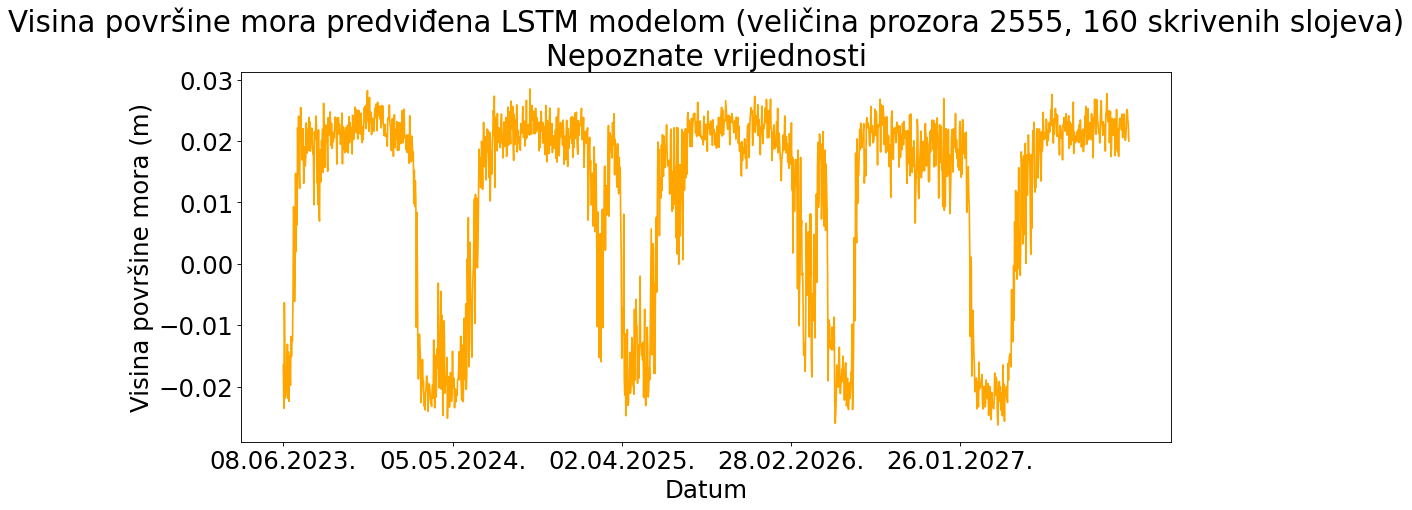 Visina površine mora predviđena LSTM modelom (veličina prozora 2555, 160 skrivenih slojeva)
Nepoznate vrijednosti
Visina površine mora (m)
0.03
0.02
0.01
0.00
−0.01
−0.02
08.06.2023. 05.05.2024. 02.04.2025. 28.02.2026. 26.01.2027.
Datum